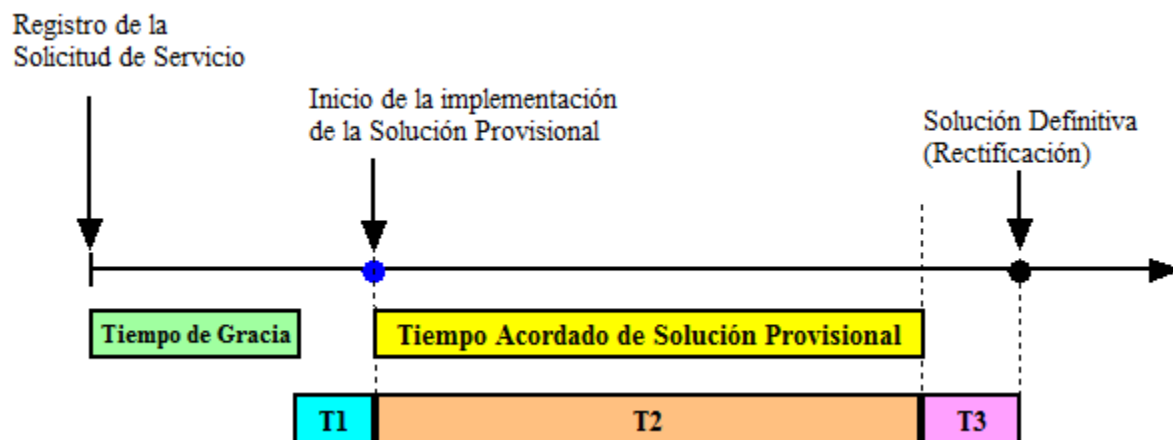 Registro de la
Solicitud de Servicio
Inicio de la implementación
de la Solución Provisional
Solución Definitiva
(Rectificación)
Tiempo de Gracia
Tiempo Acordado de Solución Provisional
T1
T2
T3